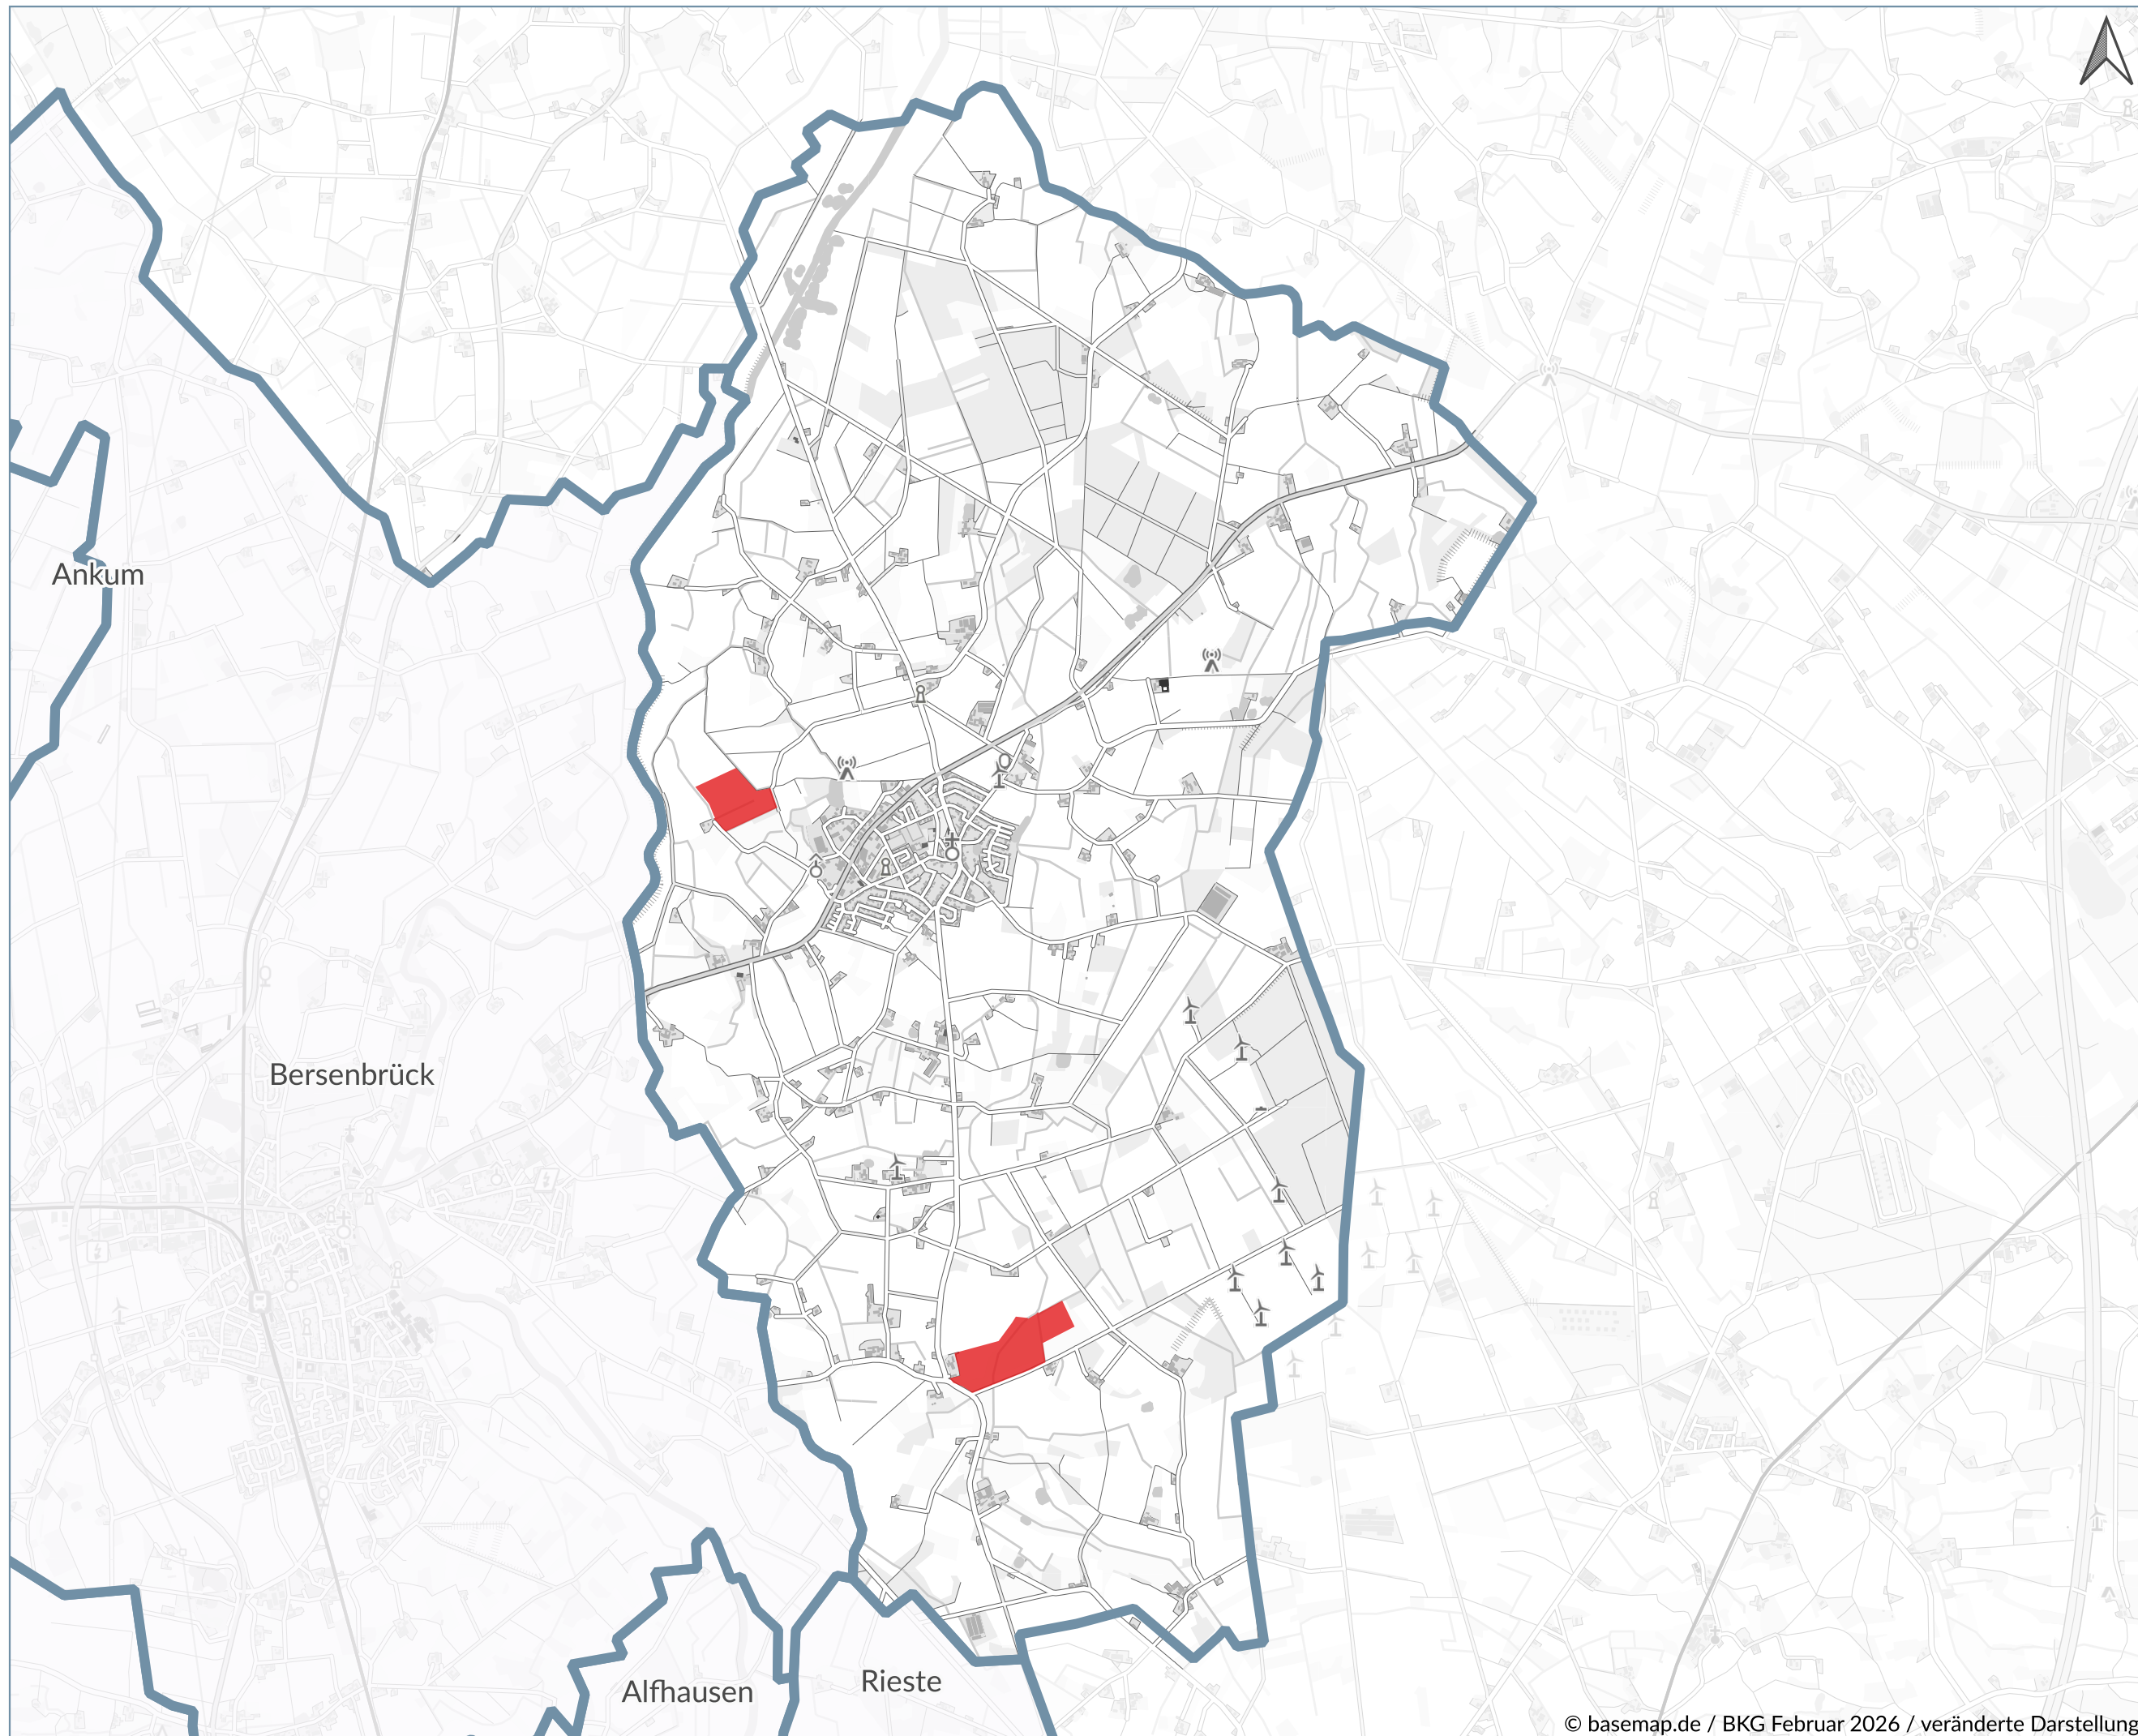 Ankum
Bersenbrück
Alfhausen
Rieste
© basemap.de / BKG Februar 2026 / veränderte Darstellung